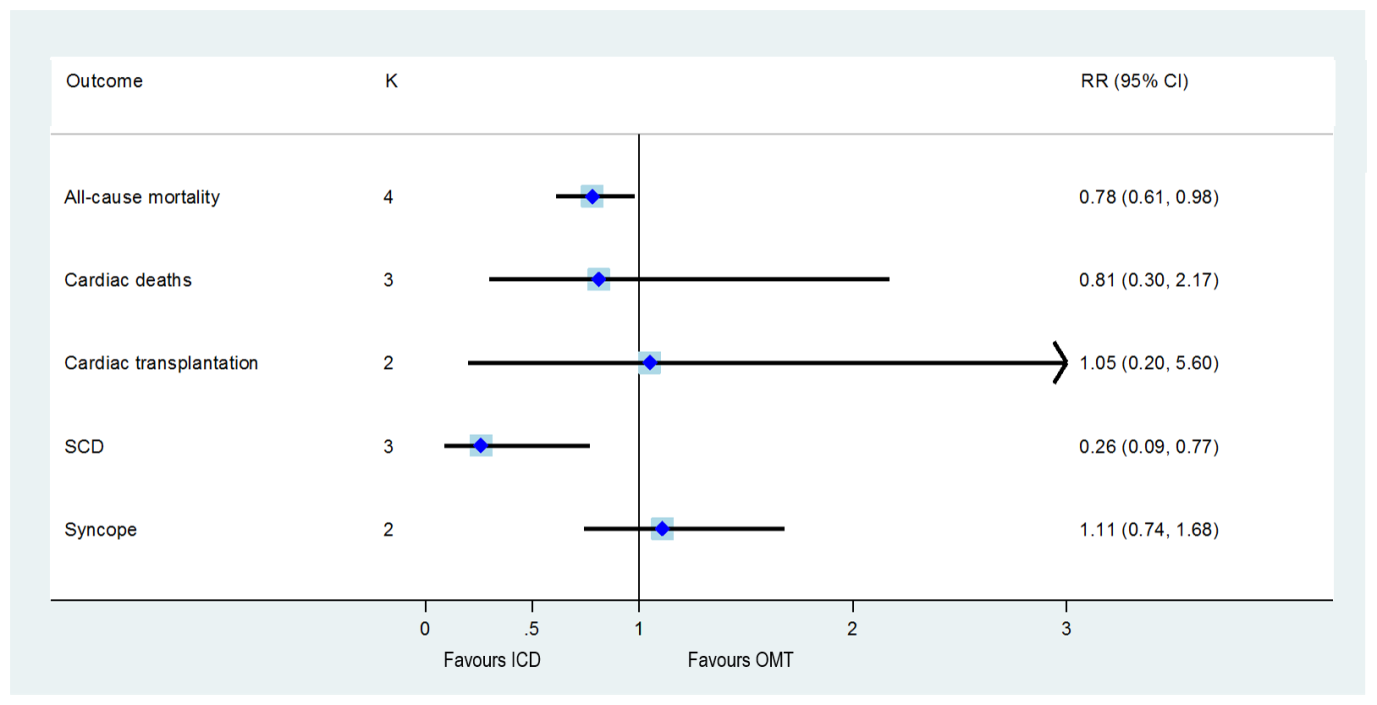 Outcome K RR (95% CI)
All-cause mortality 4 0.78 (0.61, 0.98)
Cardiac deaths 3 0.81 (0.30, 2.17)
Cardiac transplantation 2 1.05 (0.20, 5.60)
SCD 3 0.26 (0.09, 0.77)
Syncope 2 1.11 (0.74, 1.68)
0 .5 1 2 3
Favours ICD Favours OMT